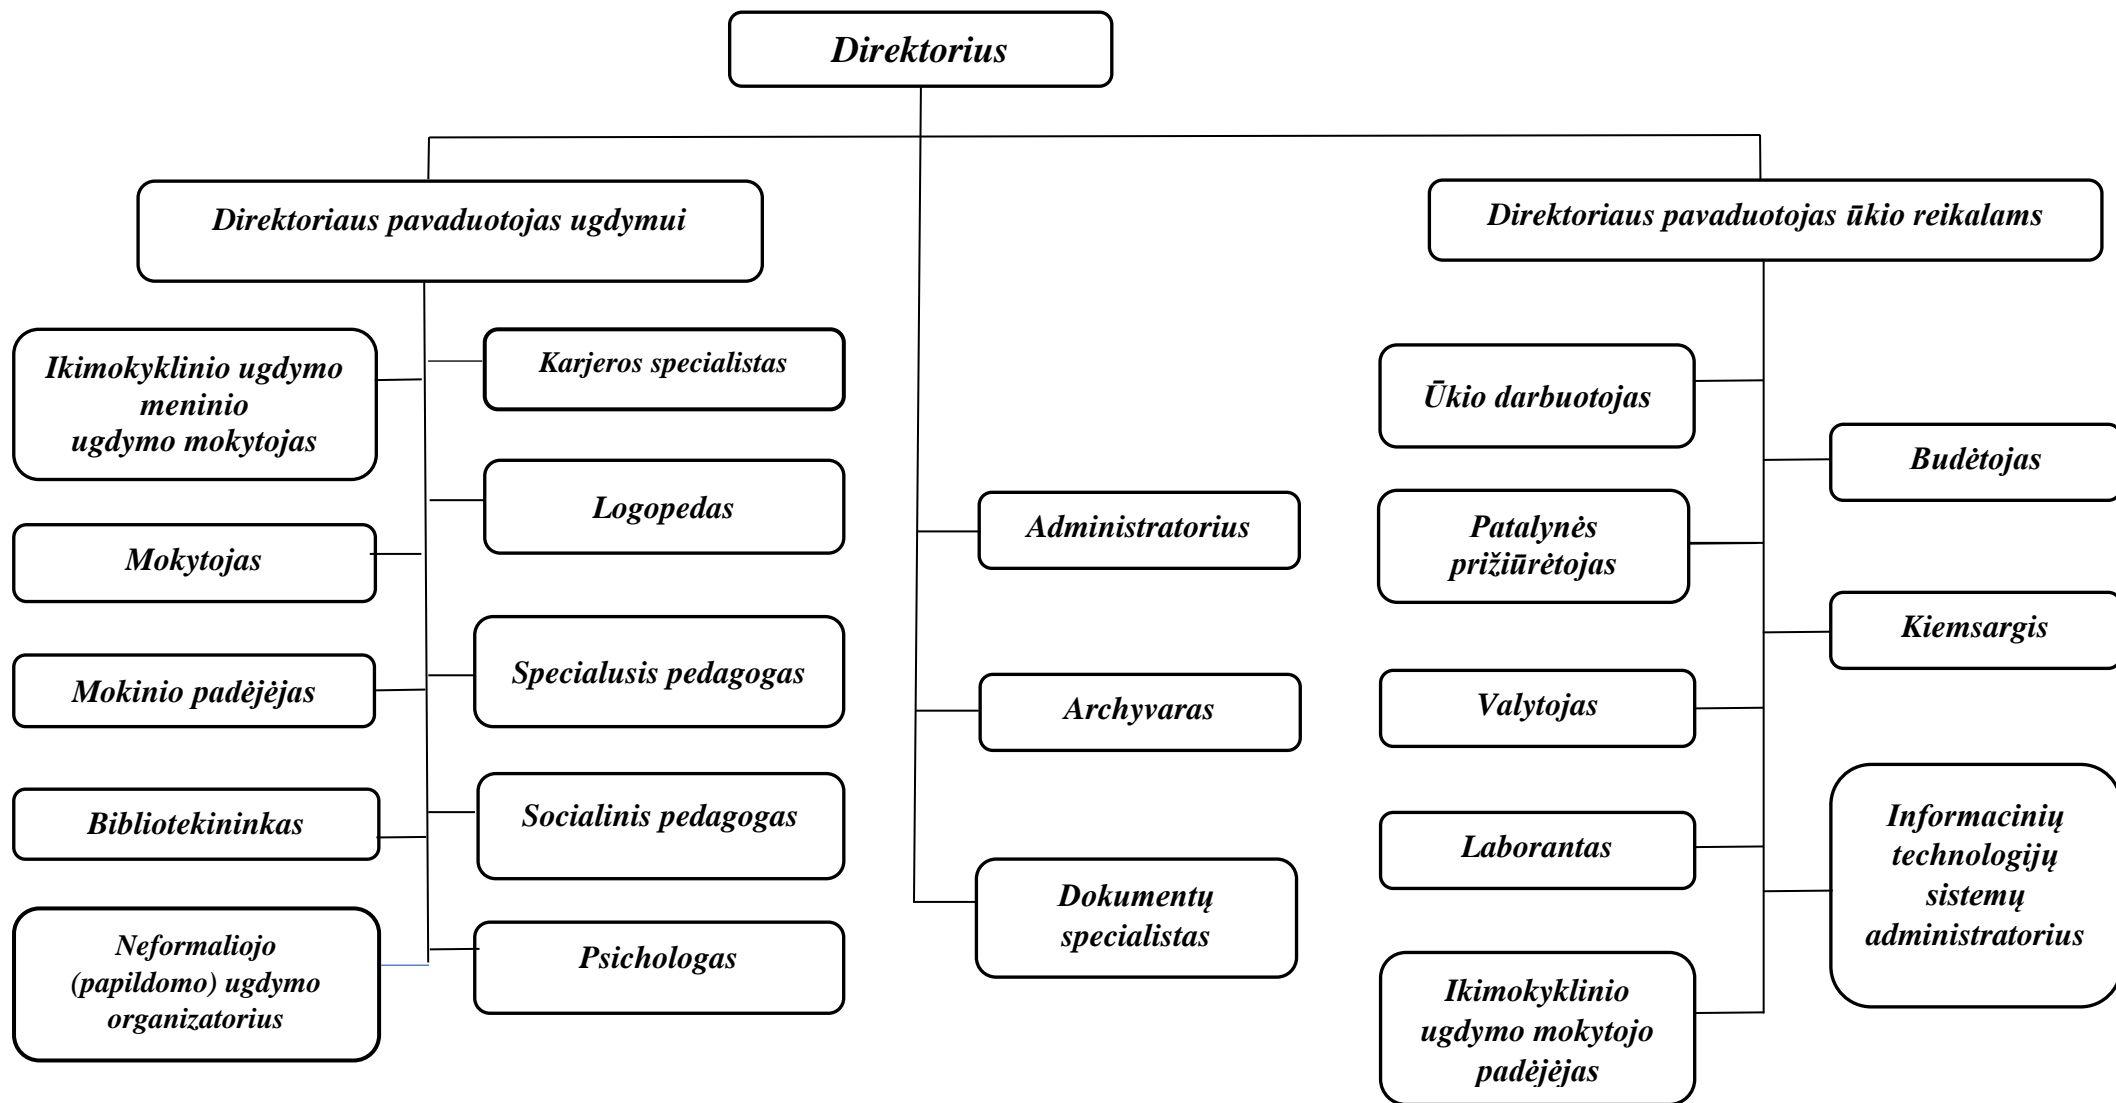 Direktorius
Direktoriaus pavaduotojas ugdymui
Direktoriaus pavaduotojas ūkio reikalams
Ikimokyklinio ugdymo
meninio
ugdymo mokytojas
Mokytojas
Mokinio padėjėjas
Bibliotekininkas
Neformaliojo
(papildomo) ugdymo
organizatorius
Karjeros specialistas
Logopedas
Specialusis pedagogas
Socialinis pedagogas
Psichologas
Administratorius
Archyvaras
Dokumentų
specialistas
Ūkio darbuotojas
Patalynės
prižiūrėtojas
Valytojas
Laborantas
Ikimokyklinio
ugdymo mokytojo
padėjėjas
Budėtojas
Kiemsargis
Informacinių
technologijų
sistemų
administratorius